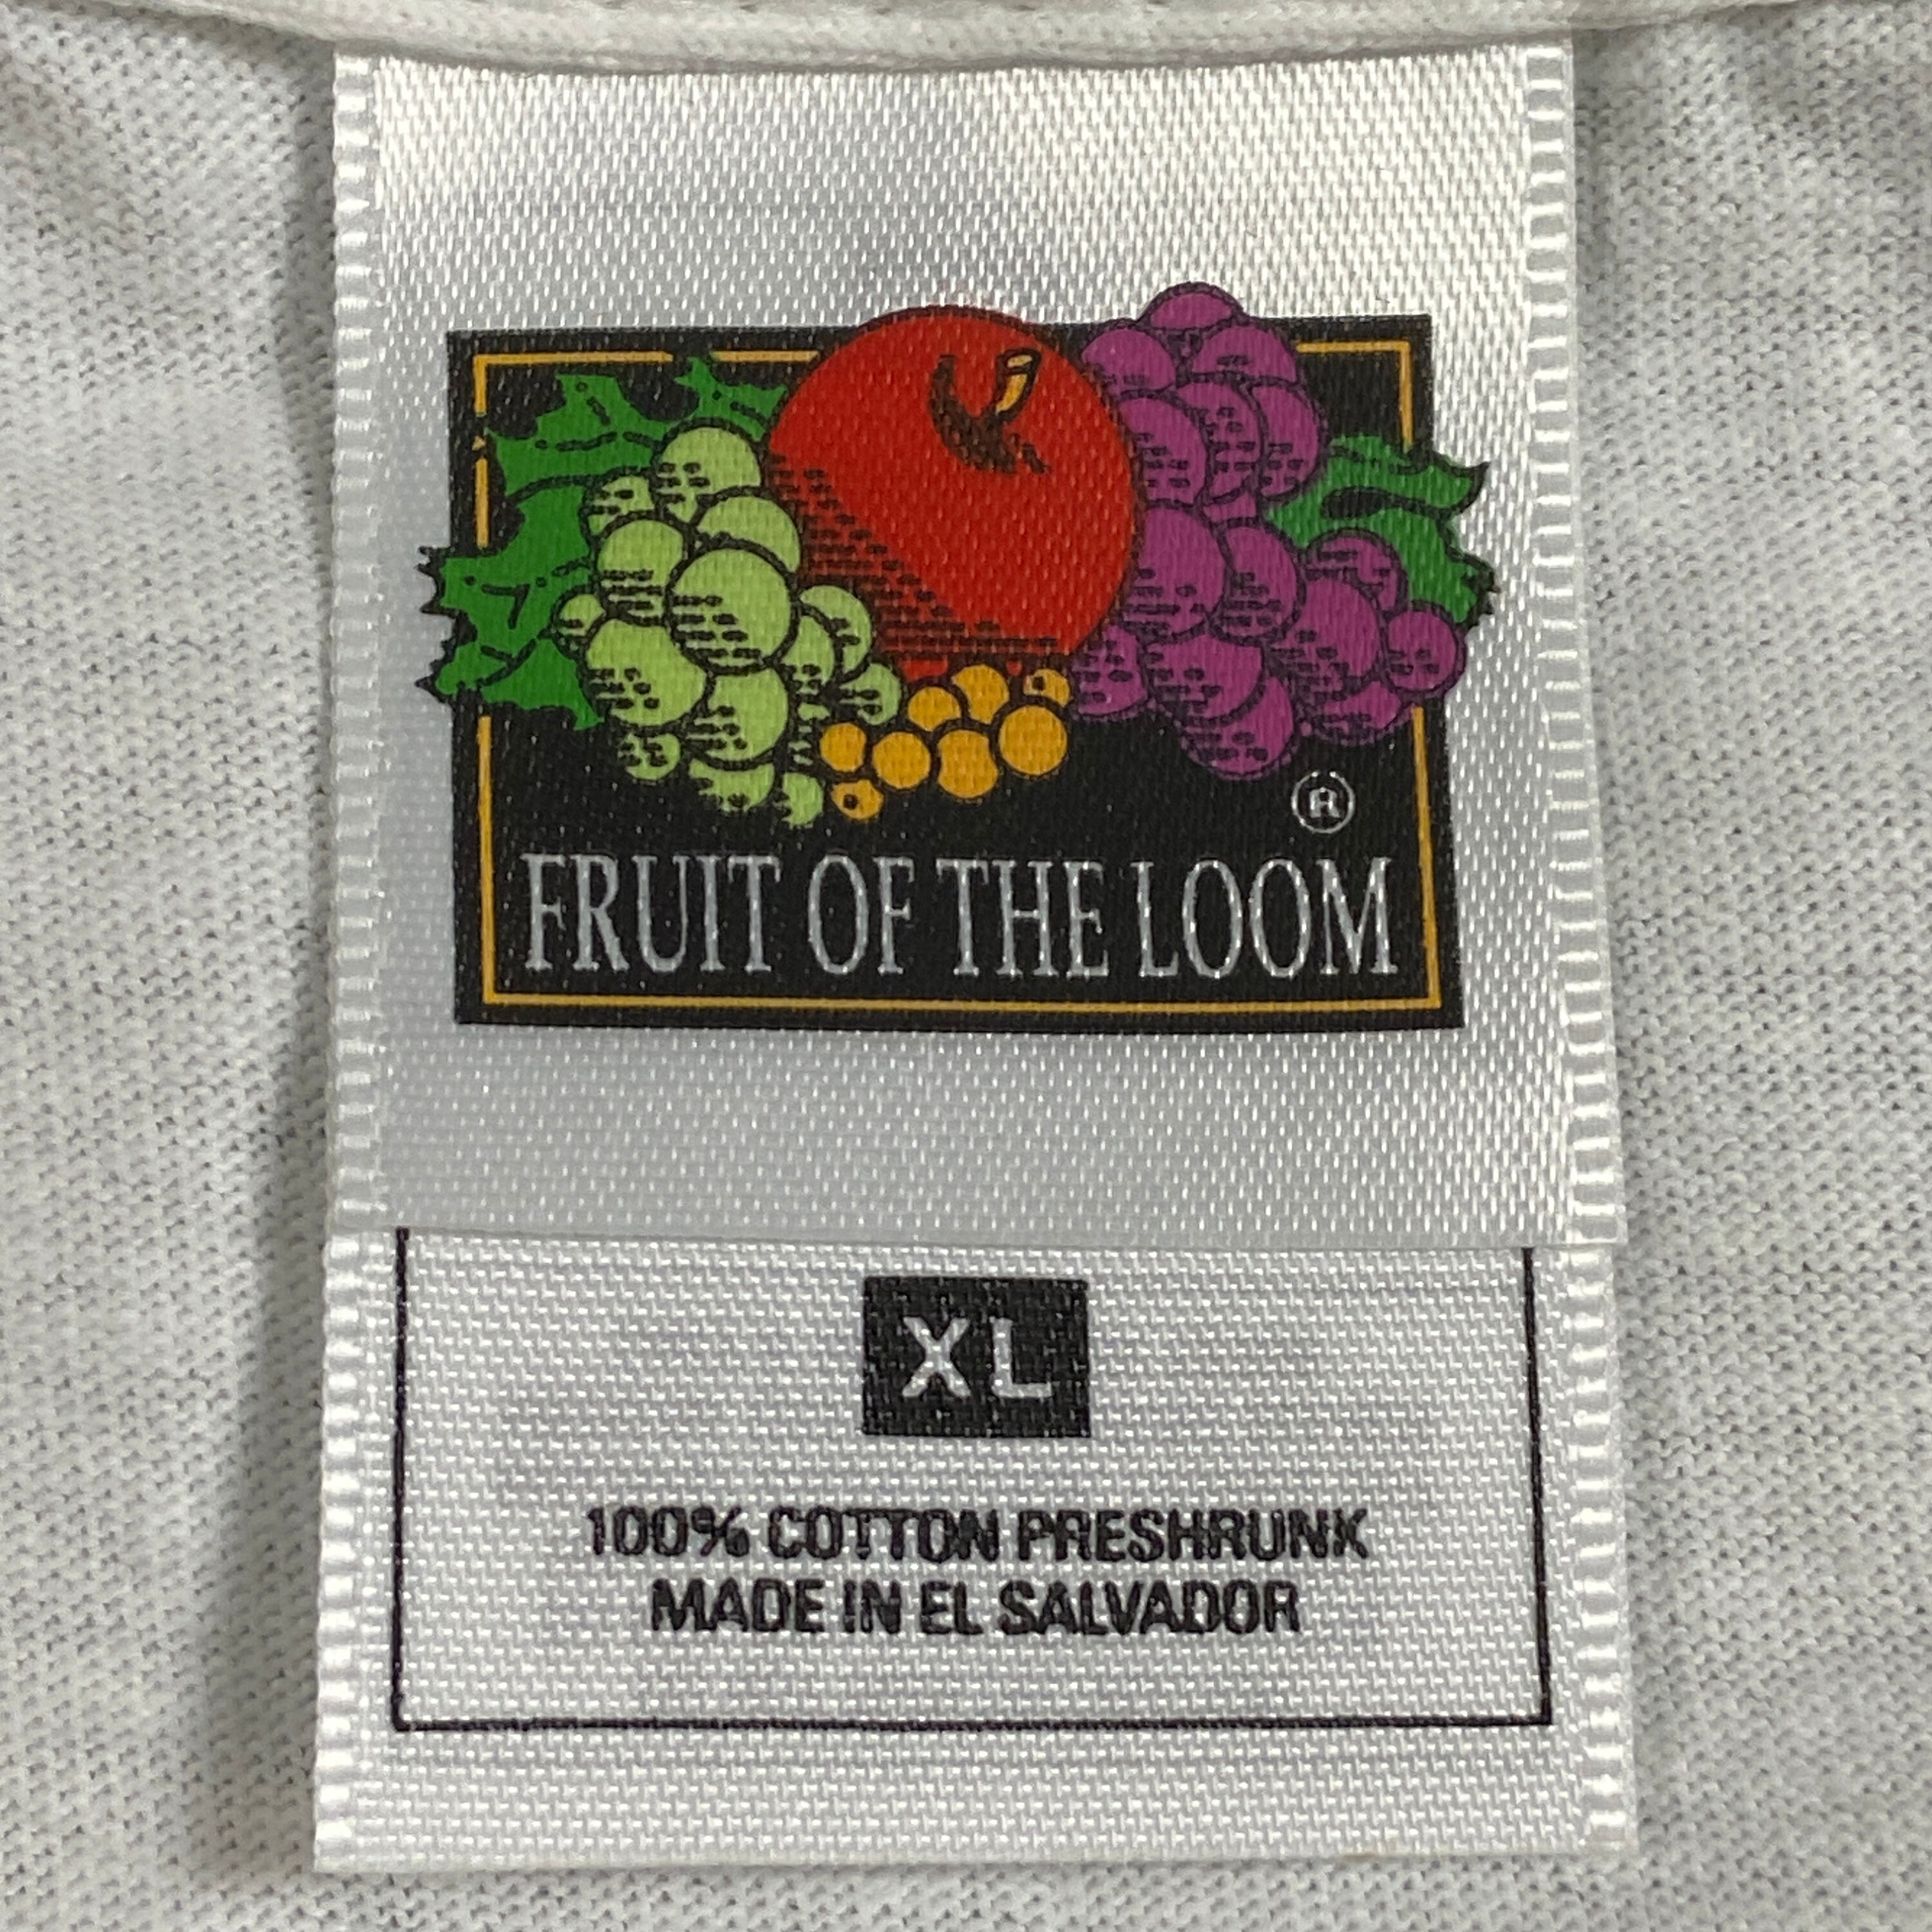 ®
FRUIT OF THE LOOM
XL
100% COTTON PRESHRUNK
MADE IN EL SALVADOR